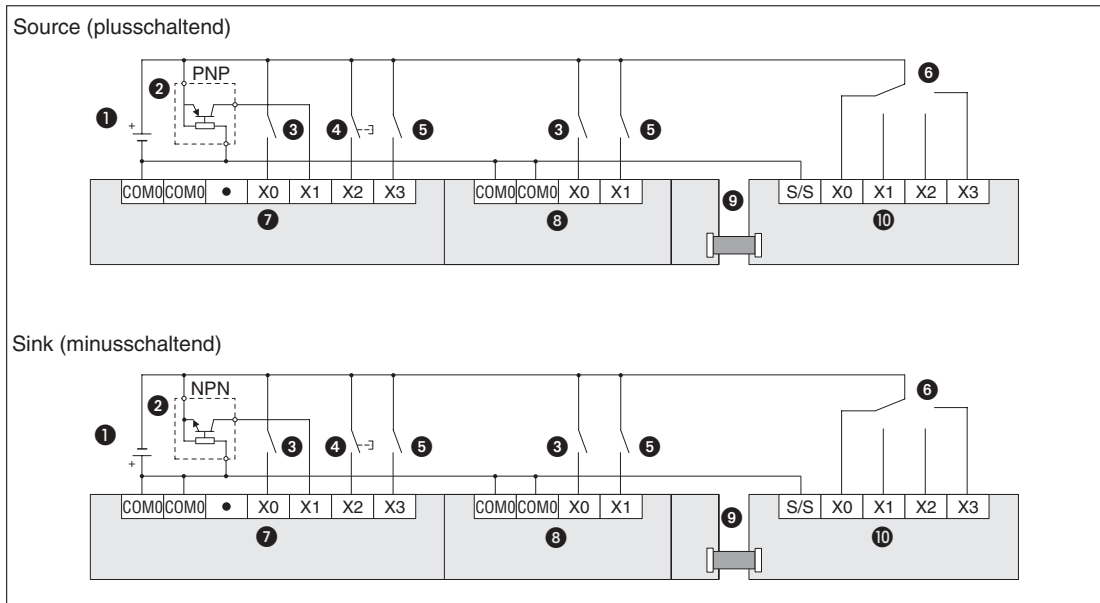 Source (plusschaltend)
PNP
❶ ❷ ❸ ❹ ❺ ❸ ❺ ❻
+
COM0 COM0 ● X0 X1 X2 X3 COM0 COM0 X0 X1 S/S X0 X1 X2 X3
❼ ❽ ❾ ❿
Sink (minusschaltend)
NPN
❶ ❷ ❸ ❹ ❺ ❸ ❺ ❻
+
COM0 COM0 ● X0 X1 X2 X3 COM0 COM0 X0 X1 S/S X0 X1 X2 X3
❼ ❽ ❾ ❿